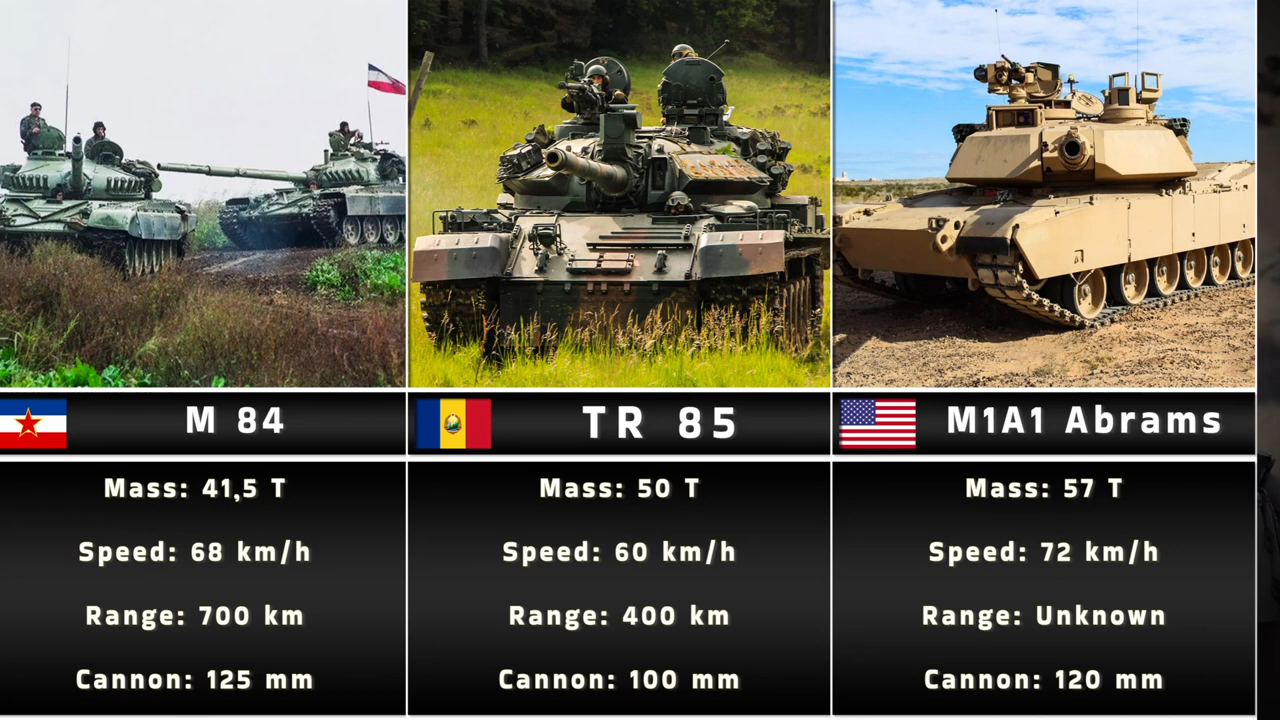 M 84
Mass: 41,5 T
Speed: 68 km/h
Range: 700 km
Cannon: 125 mm
TR 85
Mass: 50 T
Speed: 60 km/h
Range: 400 km
Cannon: 100 mm
M1A1 Abrams
Mass: 57 T
Speed: 72 km/h
Range: Unknown
Cannon: 120 mm